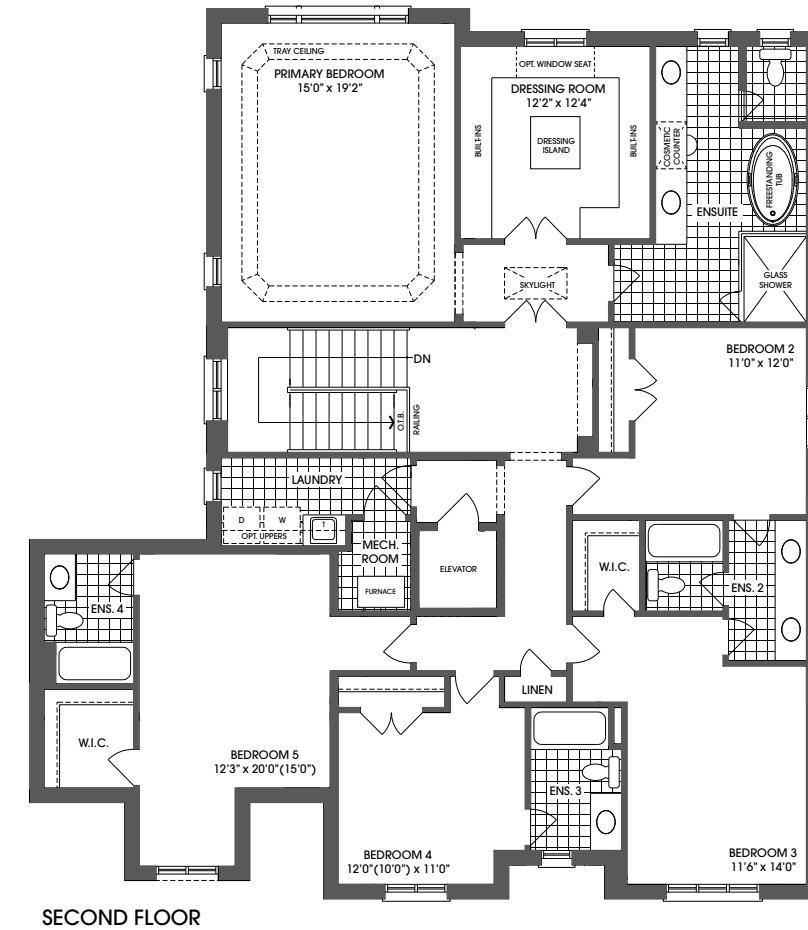 TRAY CEILING
PRIMARY BEDROOM
15'0" x 19'2"
OPT. WINDOW SEAT
DRESSING ROOM
12'2" x 12'4"
BUILT-INS
DRESSING
ISLAND
BUILT-INS
COSMETIC
COUNTER
FREESTANDING
TUB
ENSUITE
GLASS
SHOWER
SKYLIGHT
DN
O.T.B.
RAILING
BEDROOM 2
11'0" x 12'0"
LAUNDRY
D
W
T
OPT. UPPERS
MECH.
ROOM
FURNACE
ELEVATOR
W.I.C.
ENS. 2
ENS. 4
LINEN
W.I.C.
BEDROOM 5
12'3" x 20'0"(15'0")
ENS. 3
BEDROOM 4
12'0"(10'0") x 11'0"
BEDROOM 3
11'6" x 14'0"
SECOND FLOOR